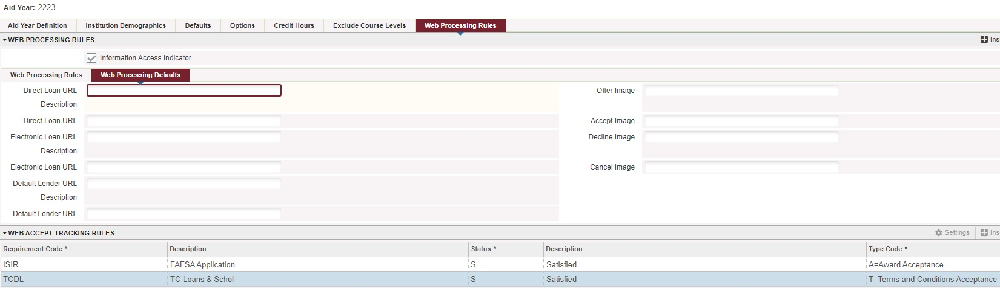 Aid Year: 2223
Aid Year Definition Institution Demographics Defaults Options Credit Hours Exclude Course Levels Web Processing Rules
WEB PROCESSING RULES
Information Access Indicator
Web Processing Rules Web Processing Defaults
Direct Loan URL Offer Image
Description
Direct Loan URL Accept Image
Electronic Loan URL Decline Image
Description
Electronic Loan URL Cancel Image
Default Lender URL
Description
Default Lender URL
WEB ACCEPT TRACKING RULES Settings
Requirement Code * Description Status * Description Type Code *
ISIR FAFSA Application S Satisfied A=Award Acceptance
TCDL TC Loans & Schol S Satisfied T=Terms and Conditions Acceptance